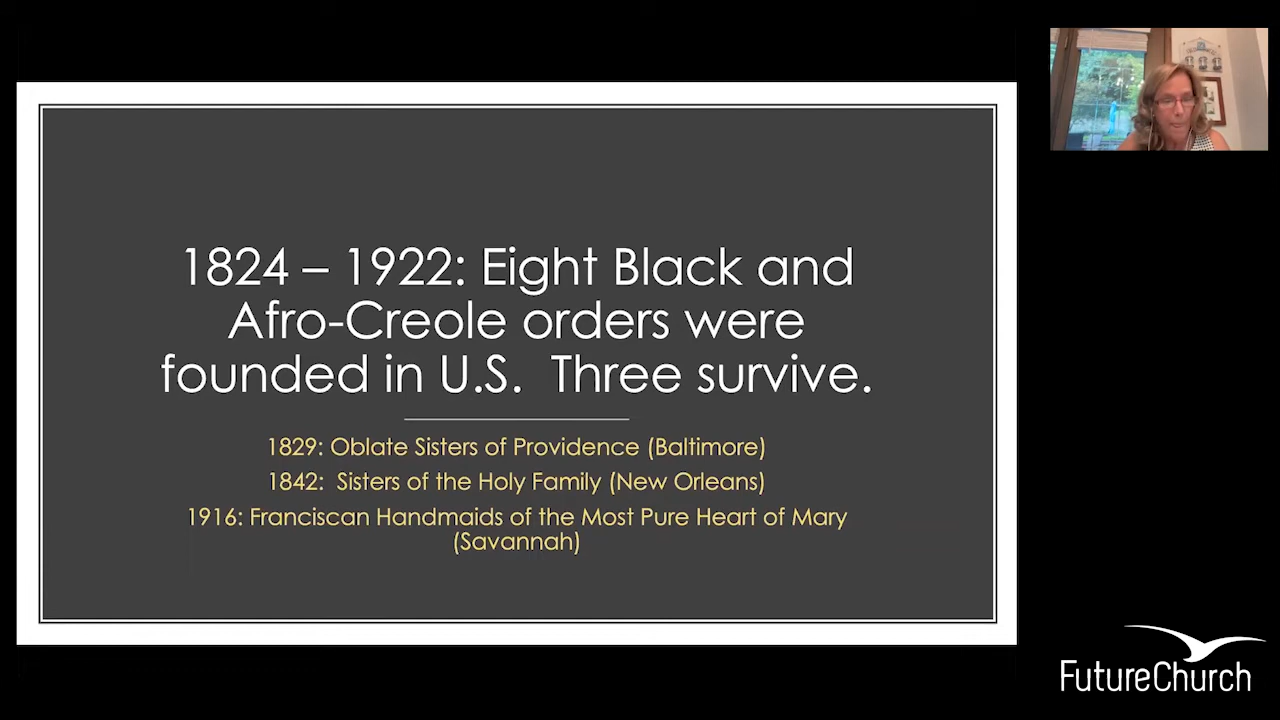 1824 – 1922: Eight Black and
Afro-Creole orders were
founded in U.S.  Three survive.
1829: Oblate Sisters of Providence (Baltimore)
1842:  Sisters of the Holy Family (New Orleans)
1916: Franciscan Handmaids of the Most Pure Heart of Mary
(Savannah)
FutureChurch